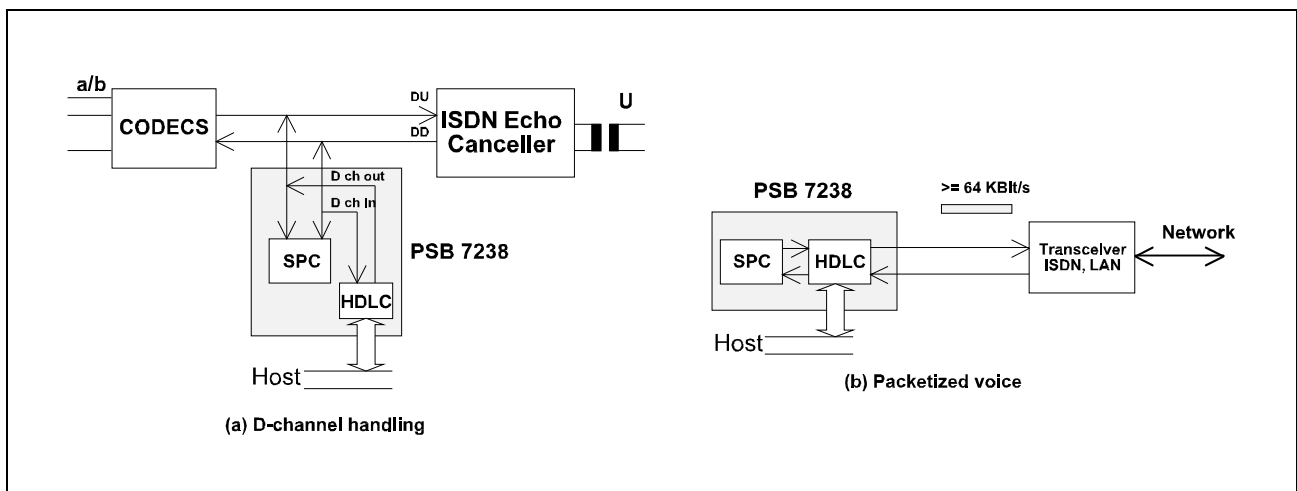 a/b
CODECS
DU
DD
ISDN Echo
Canceller
U
D ch out
D ch In
SPC
PSB 7238
HDLC
Host
(a) D-channel handling
PSB 7238
>= 64 KBIt/s
SPC
HDLC
Transcelver
ISDN, LAN
Network
Host
(b) Packetized voice